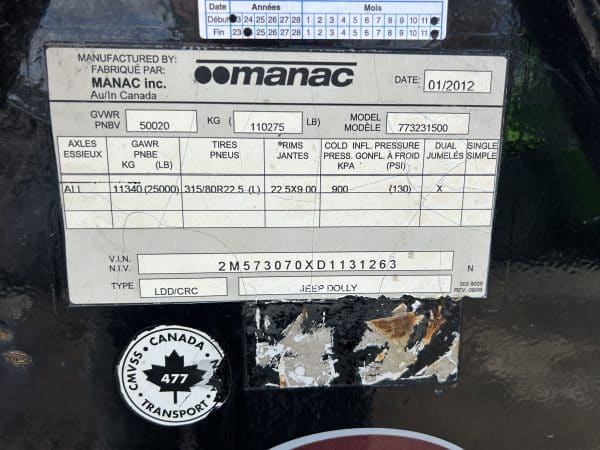 Date Années Mois
Début 23 24 25 26 27 28 1 2 3 4 5 6 7 8 9 10 11
Fin 23 25 26 27 28 1 2 3 4 5 6 7 8 9 10 11
MANUFACTURED BY:
FABRIQUÉ PAR:
MANAC inc.
Au/In Canada
manac
DATE: 01/2012
GVWR
PNBV 50020 KG ( 110275 LB)
MODEL
MODÈLE 773231500
AXLES
ESSIEUX
GAWR
PNBE
KG (LB)
TIRES
PNEUS
*RIMS
JANTES
COLD INFL. PRESSURE
PRESS. GONFL. À FROID
KPA (PSI)
DUAL
JUMELÉS
SINGLE
SIMPLE
ALL 11340 (25000) 315/80R22.5 (L) 22.5X9.00 900 (130) X
V.I.N.
N.I.V. 2M573070XD1131263 N
TYPE LDD/CRC JEEP DOLLY
303 8009
REV. 09/06
CMVSS CANADA
477
TRANSPORT